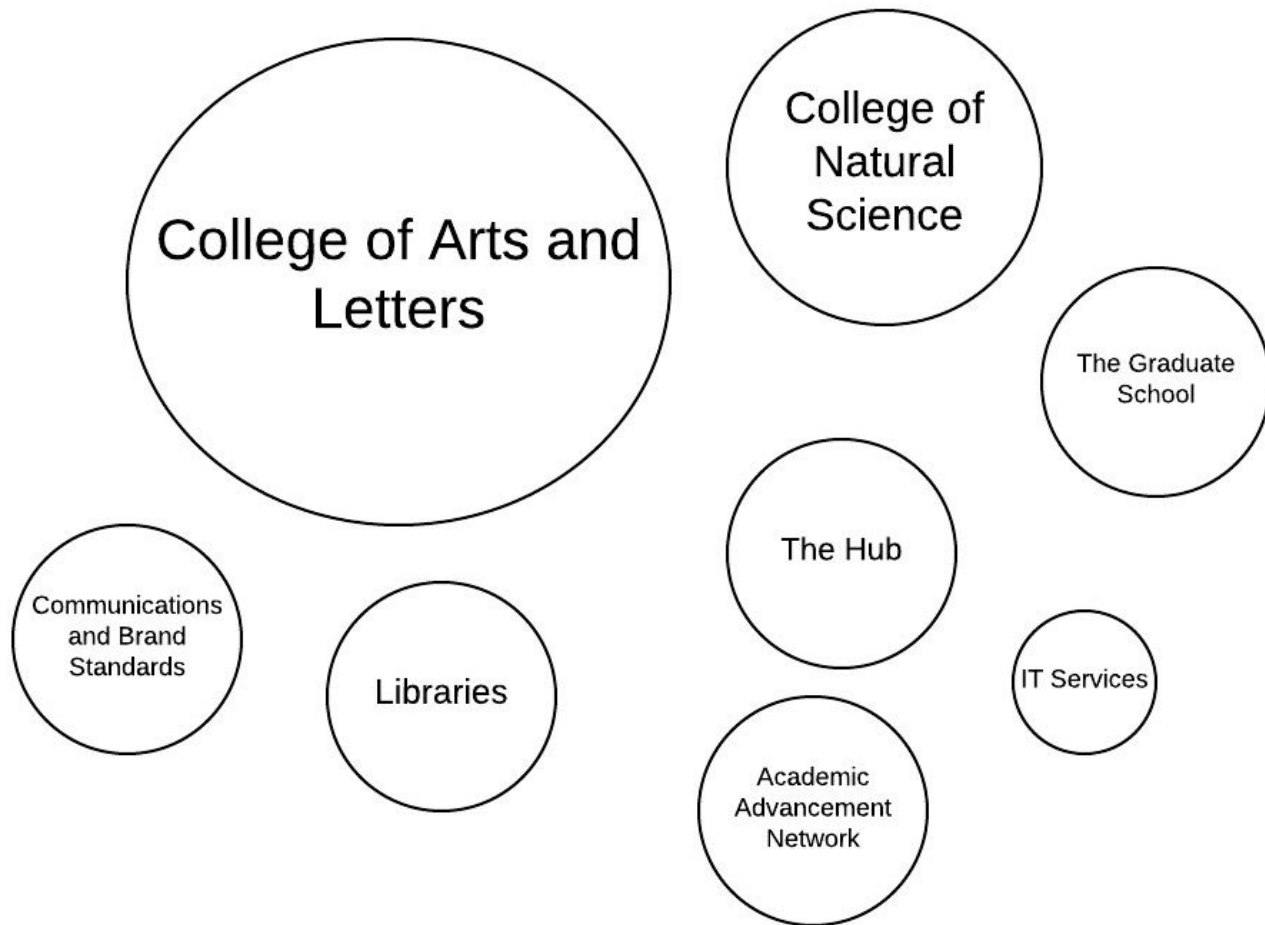 College of Arts and
Letters
College of
Natural
Science
The Graduate
School
The Hub
Communications
and Brand
Standards
Libraries
IT Services
Academic
Advancement
Network